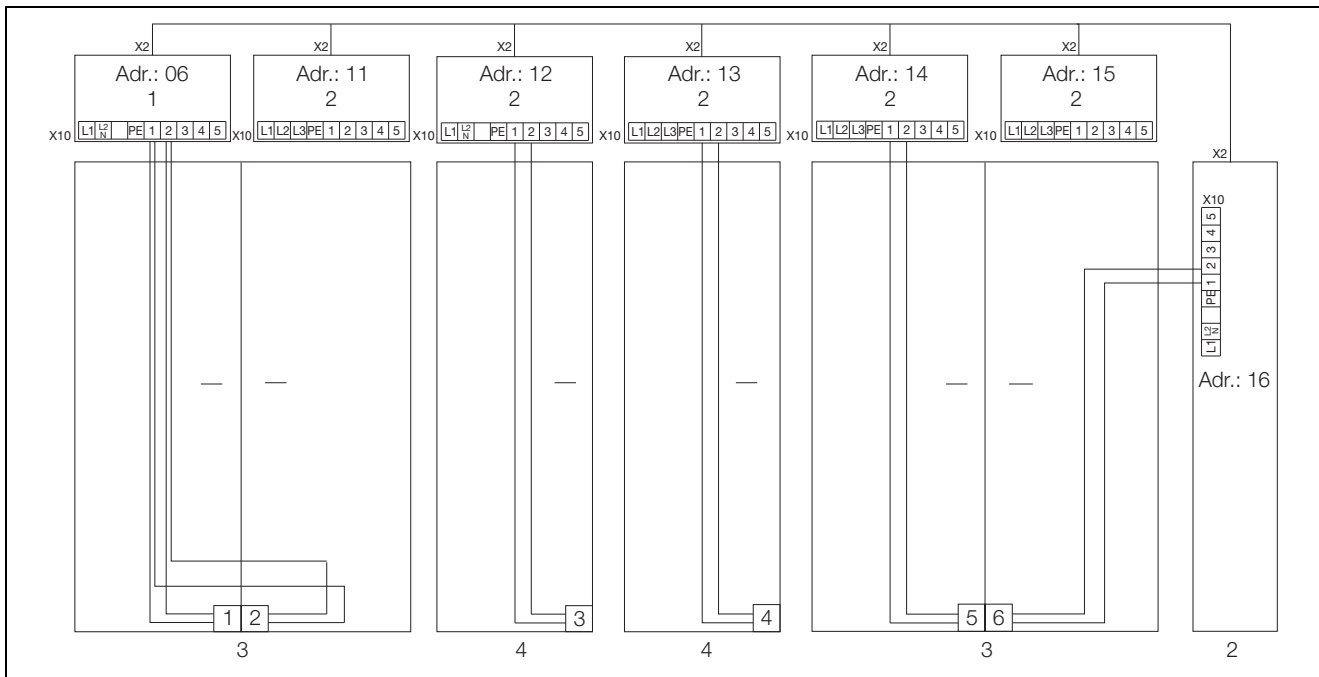 X2 X2 X2 X2 X2 X2
Adr.: 06 Adr.: 11 Adr.: 12 Adr.: 13 Adr.: 14 Adr.: 15
1 2 2 2 2 2
X10 L1 L2 N PE 1 2 3 4 5
X10 L1 L2 L3 PE 1 2 3 4 5
X10 L1 L2 N PE 1 2 3 4 5
X10 L1 L2 L3 PE 1 2 3 4 5
X10 L1 L2 L3 PE 1 2 3 4 5
X10 L1 L2 L3 PE 1 2 3 4 5
X2
X10
L1 L2 N PE 1 2 3 4 5
Adr.: 16
1 2 3 4 5 6
3 4 4 3 2